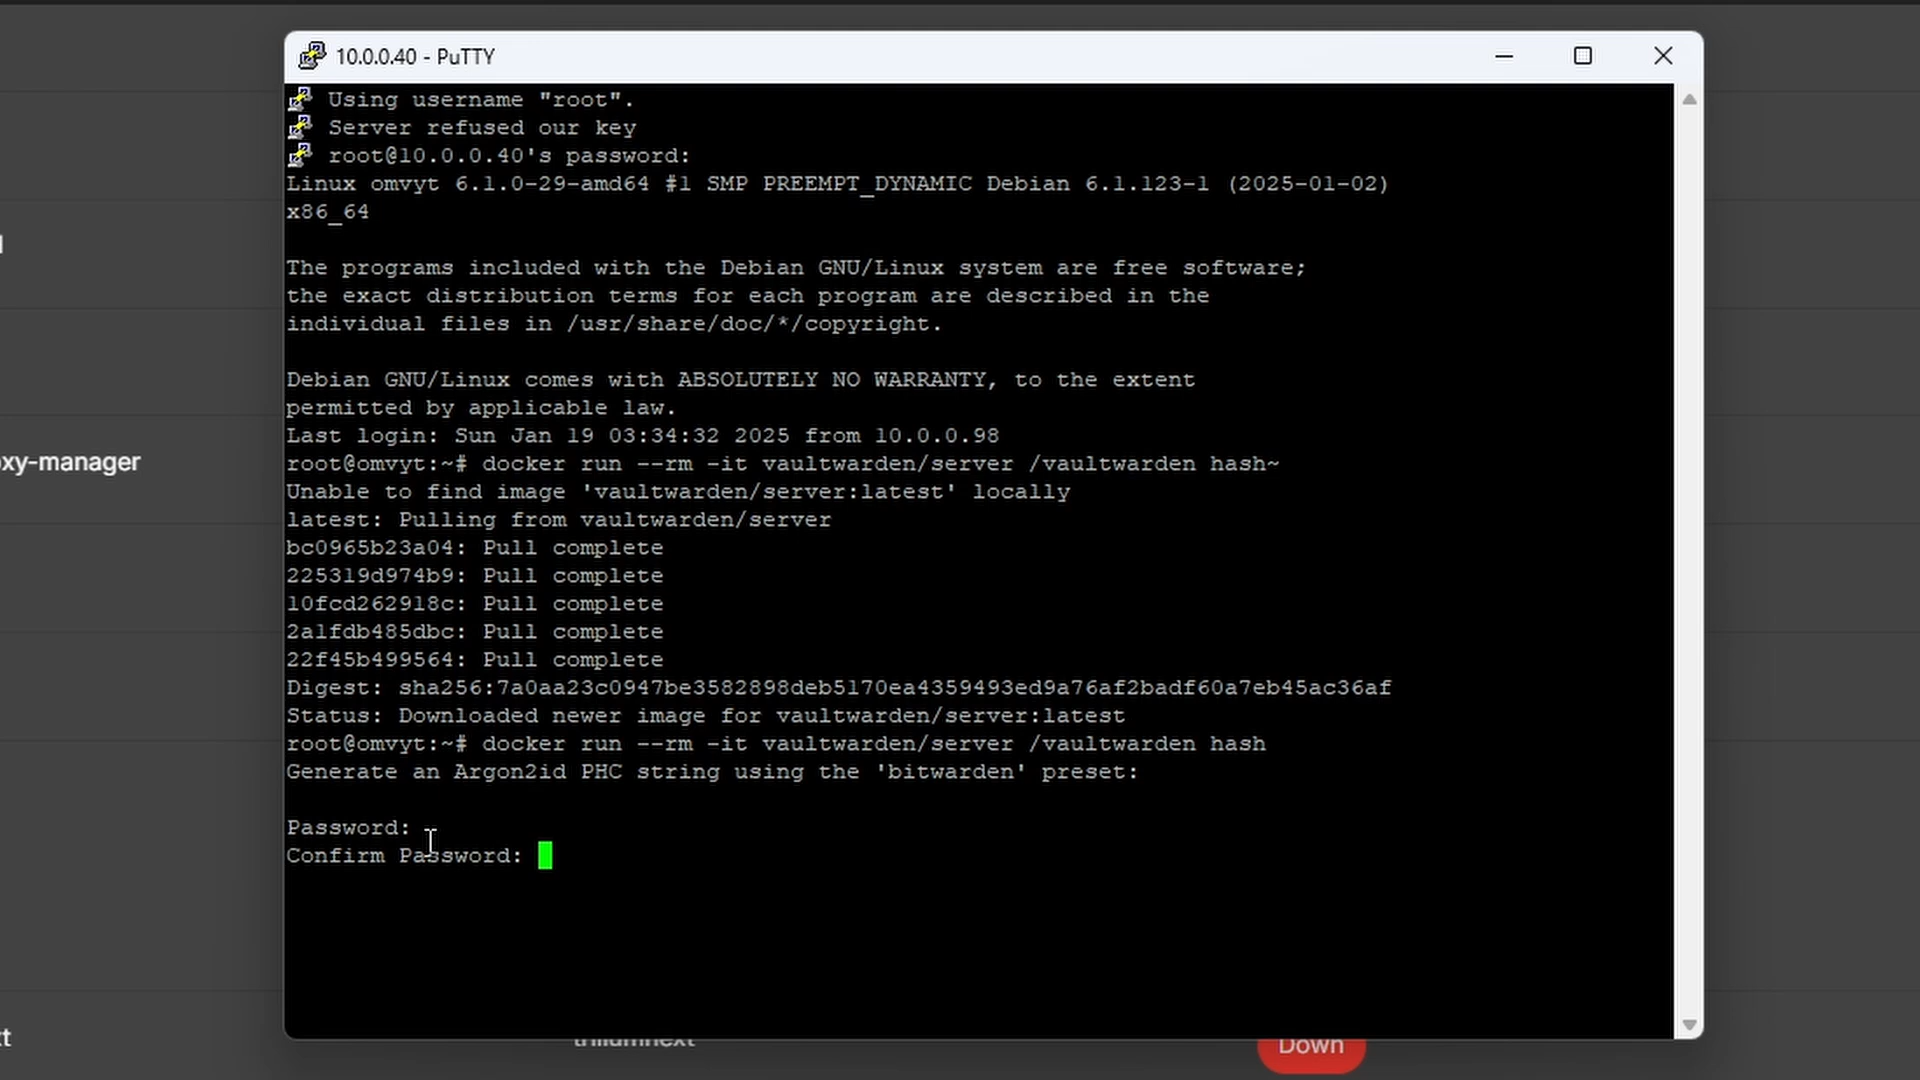 10.0.0.40 - PuTTY
Using username "root".
Server refused our key
root@10.0.0.40's password:
Linux omvyt 6.1.0-29-amd64 #1 SMP PREEMPT_DYNAMIC Debian 6.1.123-1 (2025-01-02)
x86_64
The programs included with the Debian GNU/Linux system are free software;
the exact distribution terms for each program are described in the
individual files in /usr/share/doc/*/copyright.
Debian GNU/Linux comes with ABSOLUTELY NO WARRANTY, to the extent
permitted by applicable law.
Last login: Sun Jan 19 03:34:32 2025 from 10.0.0.98
root@omvyt:~# docker run --rm -it vaultwarden/server /vaultwarden hash~
Unable to find image 'vaultwarden/server:latest' locally
latest: Pulling from vaultwarden/server
bc0965b23a04: Pull complete
225319d974b9: Pull complete
10fcd262918c: Pull complete
2a1fdb485dbc: Pull complete
22f45b499564: Pull complete
Digest: sha256:7a0aa23c0947be3582898deb5170ea4359493ed9a76af2badf60a7eb45ac36af
Status: Downloaded newer image for vaultwarden/server:latest
root@omvyt:~# docker run --rm -it vaultwarden/server /vaultwarden hash
Generate an Argon2id PHC string using the 'bitwarden' preset:
Password:
Confirm Password:
oxy-manager
Down